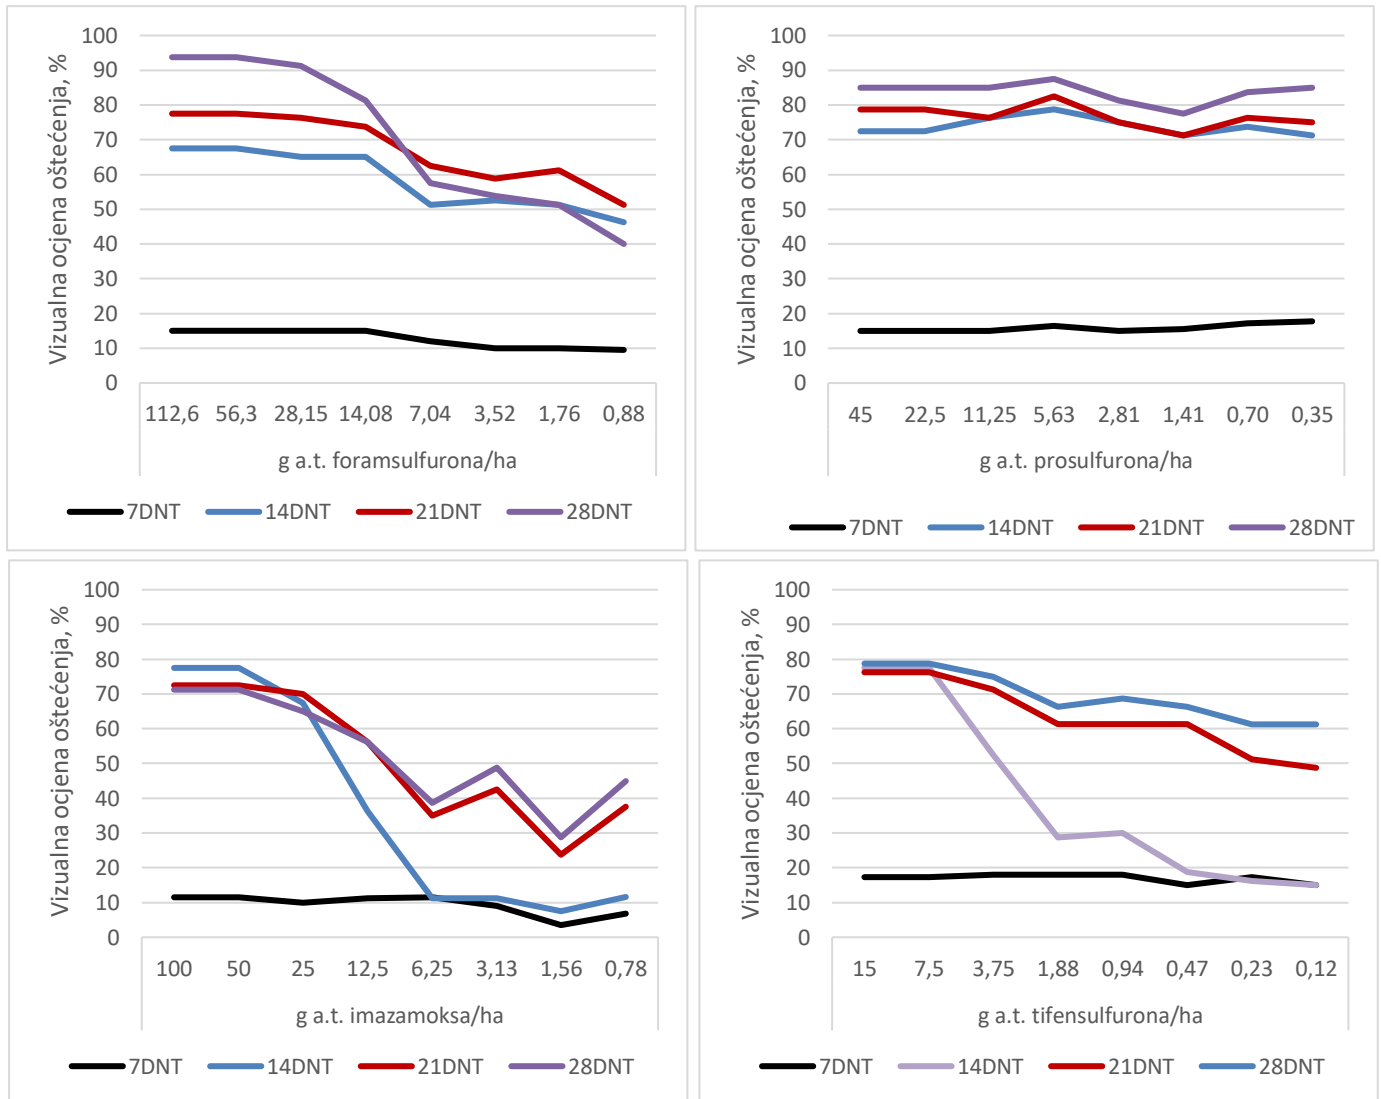 Vizualna ocjena oštećenja, %
100
90
80
70
60
50
40
30
20
10
0
112,6 56,3 28,15 14,08 7,04 3,52 1,76 0,88
g a.t. foramsulfurona/ha
7DNT 14DNT 21DNT 28DNT
Vizualna ocjena oštećenja, %
100
90
80
70
60
50
40
30
20
10
0
45 22,5 11,25 5,63 2,81 1,41 0,70 0,35
g a.t. prosulfurona/ha
7DNT 14DNT 21DNT 28DNT
Vizualna ocjena oštećenja, %
100
90
80
70
60
50
40
30
20
10
0
100 50 25 12,5 6,25 3,13 1,56 0,78
g a.t. imazamoksa/ha
7DNT 14DNT 21DNT 28DNT
Vizualna ocjena oštećenja, %
100
90
80
70
60
50
40
30
20
10
0
15 7,5 3,75 1,88 0,94 0,47 0,23 0,12
g a.t. tifensulfurona/ha
7DNT 14DNT 21DNT 28DNT